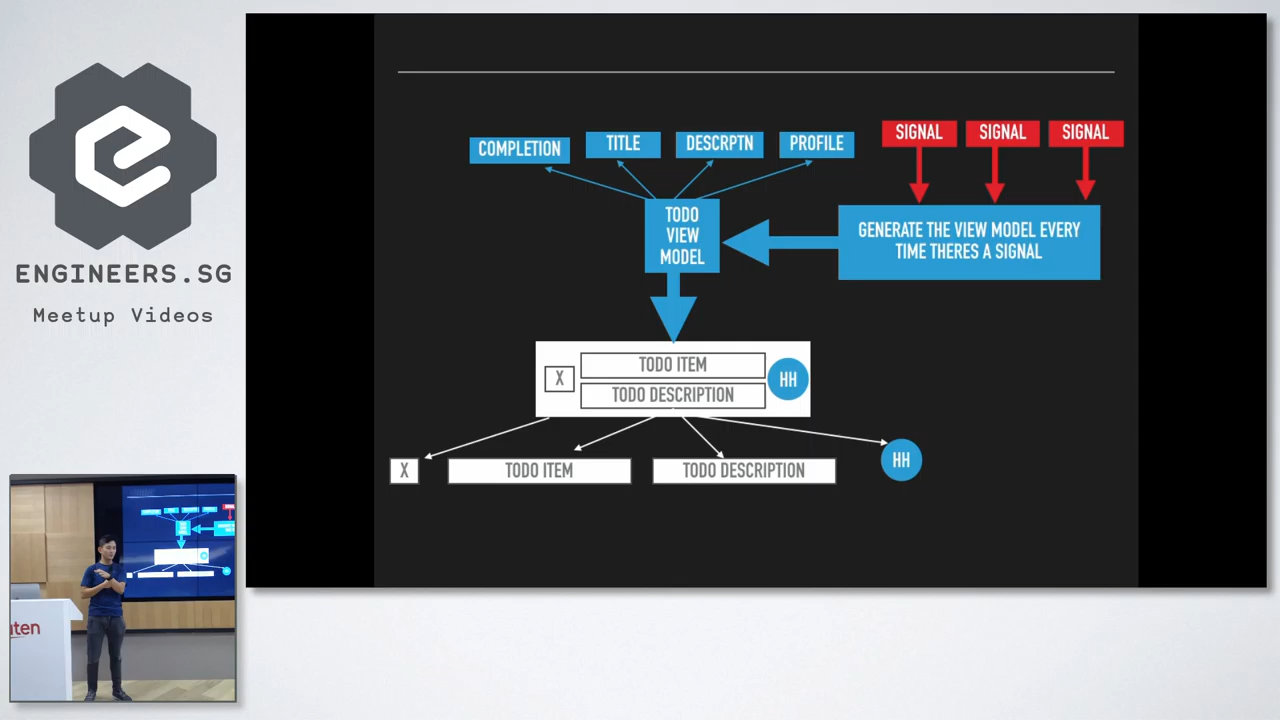 ENGINEERS.SG
Meetup Videos
COMPLETION
TITLE
DESCRPTN
PROFILE
SIGNAL
SIGNAL
SIGNAL
TODO
VIEW
MODEL
GENERATE THE VIEW MODEL EVERY
TIME THERES A SIGNAL
X
TODO ITEM
TODO DESCRIPTION
HH
X
TODO ITEM
TODO DESCRIPTION
HH